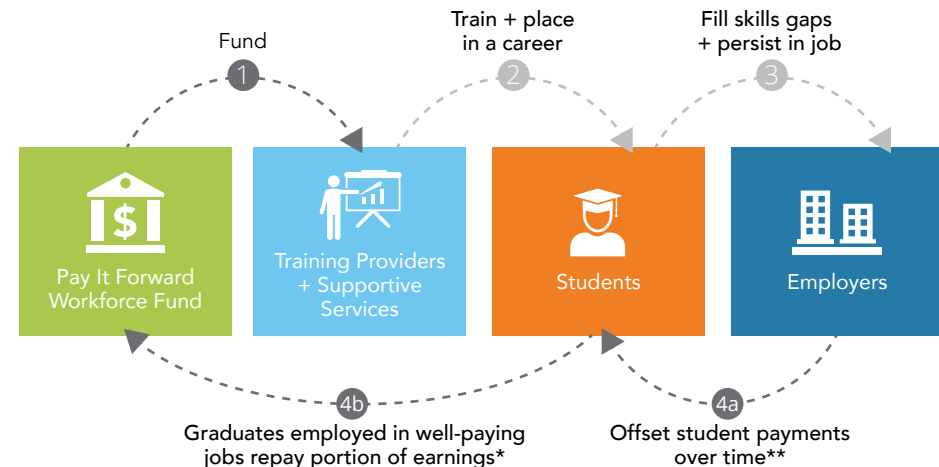 Fund
1
Train + place
in a career
2
Fill skills gaps
+ persist in job
3
$
Pay It Forward
Workforce Fund
Training Providers
+ Supportive
Services
Students
Employers
4b
Graduates employed in well-paying
jobs repay portion of earnings*
4a
Offset student payments
over time**